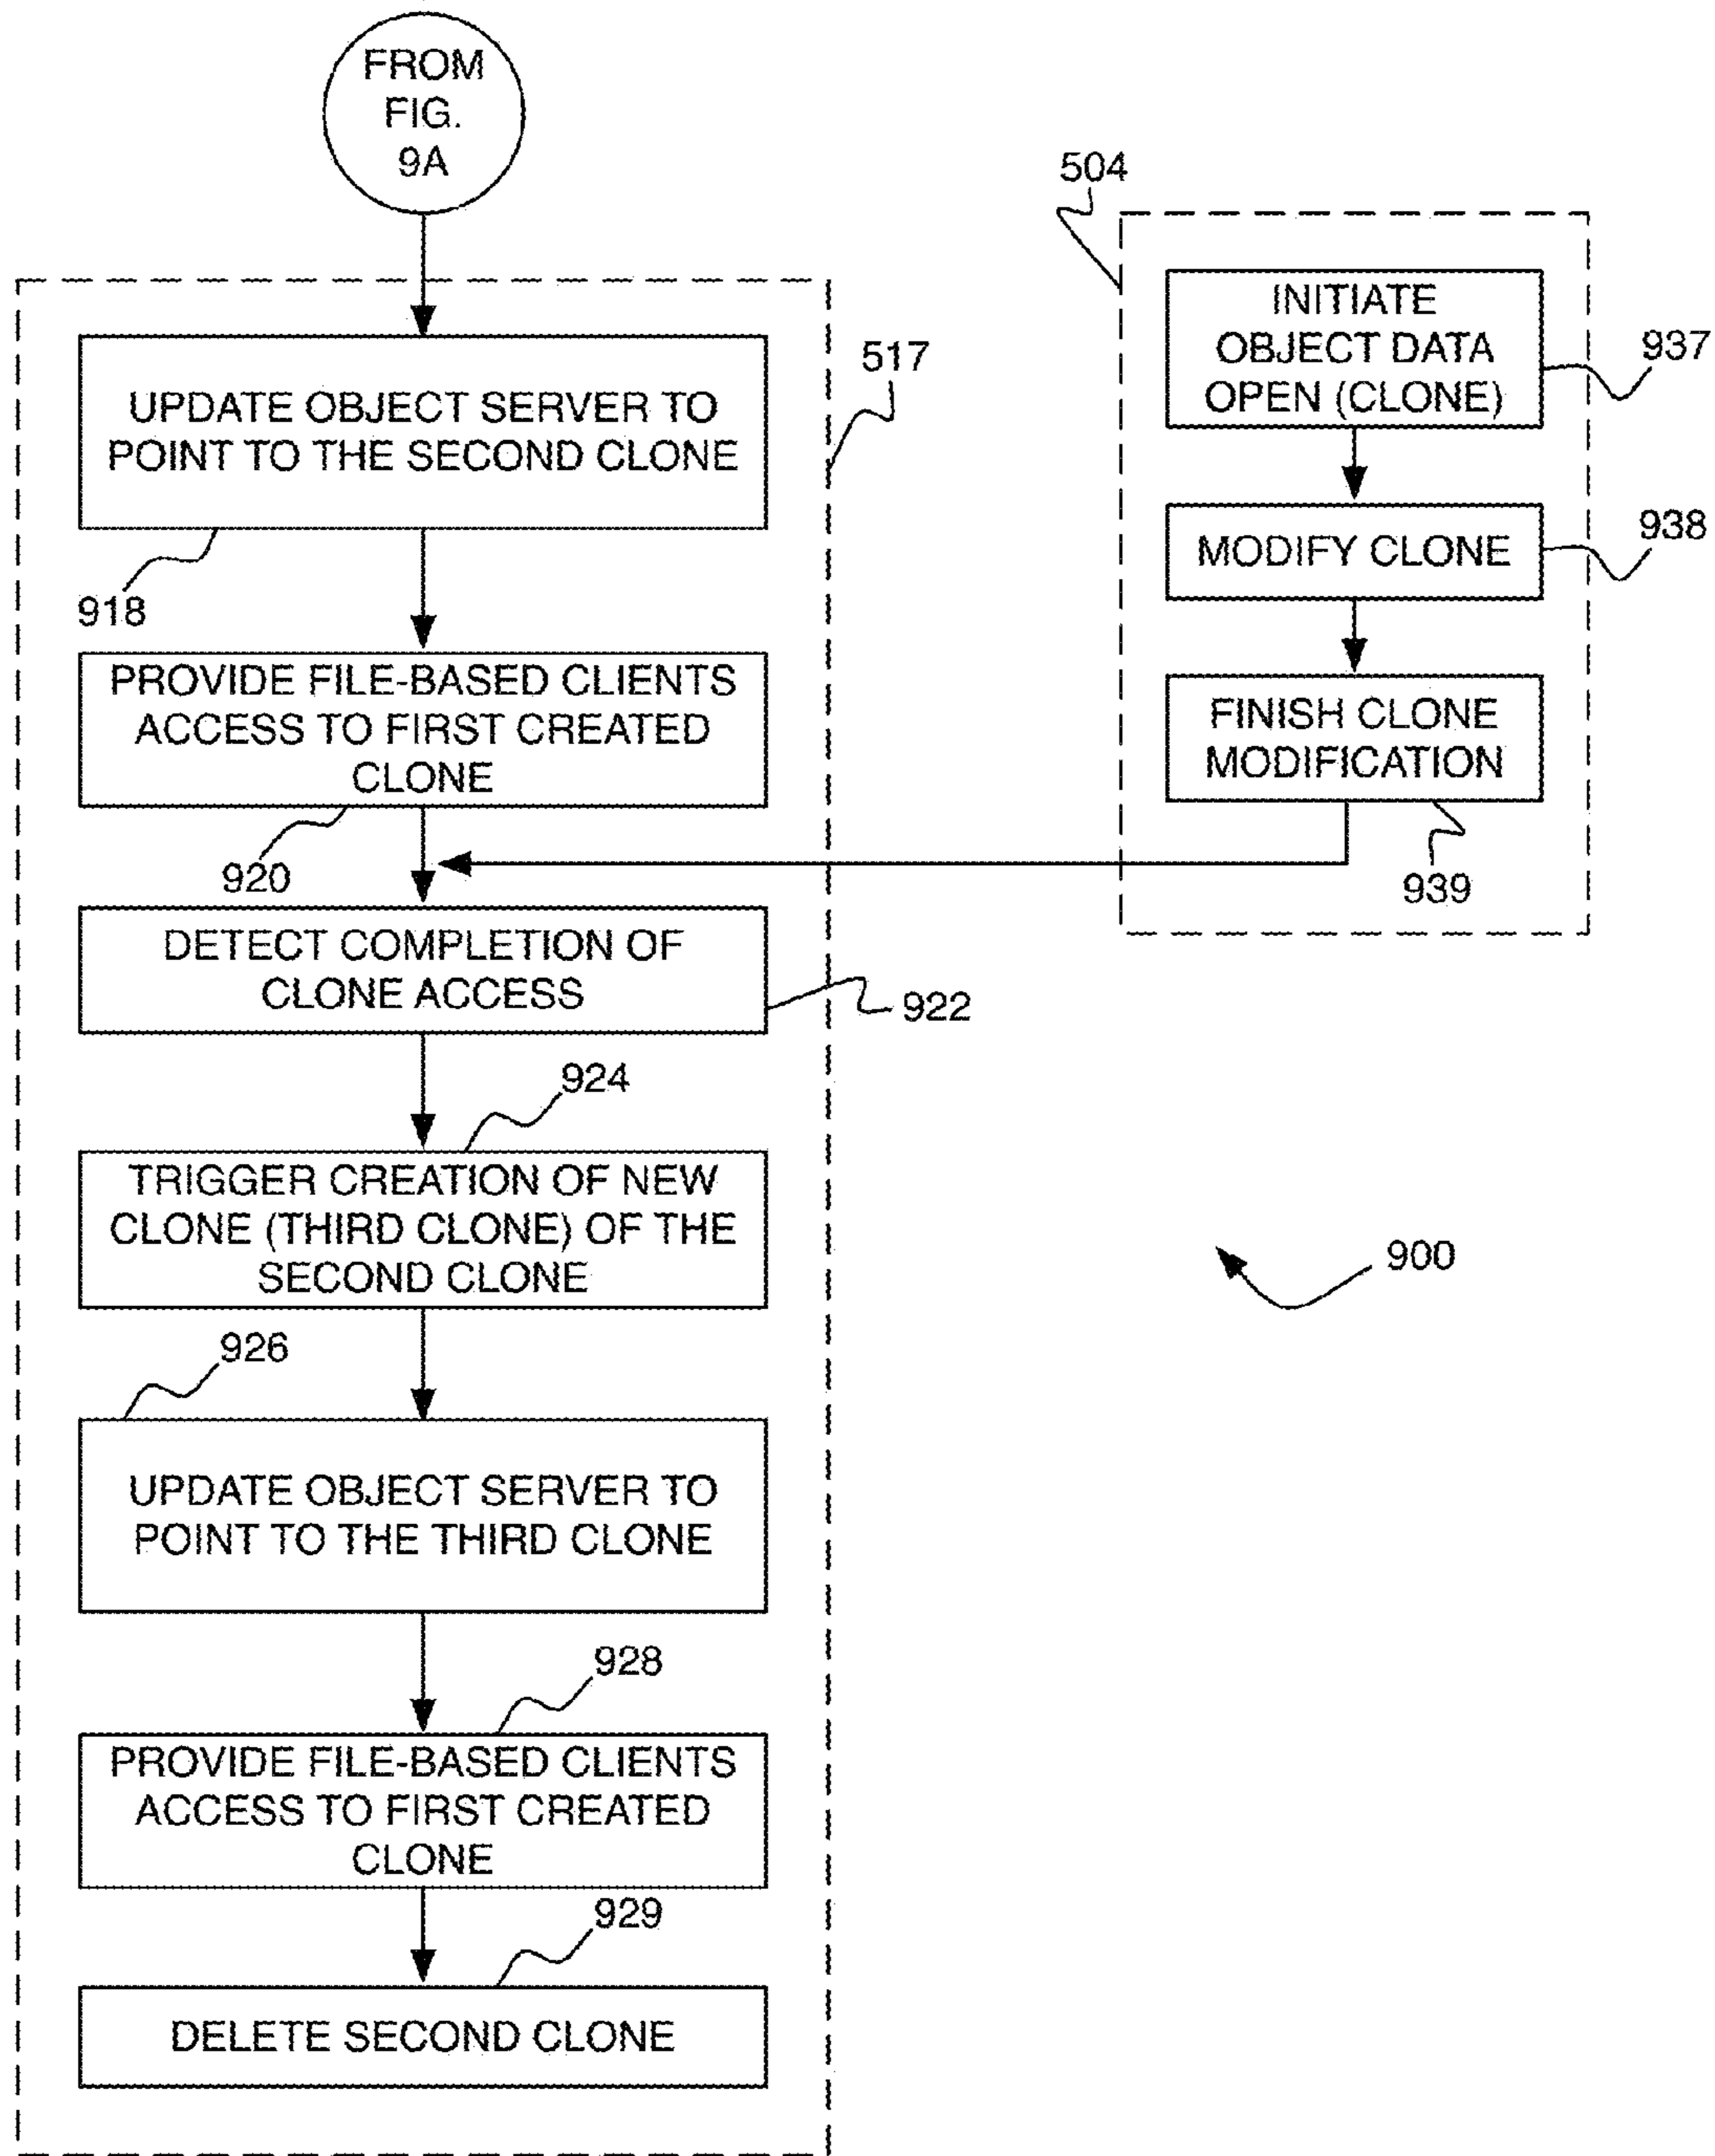 FROM
FIG.
9A
504
INITIATE
OBJECT DATA
OPEN (CLONE)
937
517
UPDATE OBJECT SERVER TO
POINT TO THE SECOND CLONE
918
MODIFY CLONE
938
PROVIDE FILE-BASED CLIENTS
ACCESS TO FIRST CREATED
CLONE
920
FINISH CLONE
MODIFICATION
939
DETECT COMPLETION OF
CLONE ACCESS
922
924
TRIGGER CREATION OF NEW
CLONE (THIRD CLONE) OF THE
SECOND CLONE
900
926
UPDATE OBJECT SERVER TO
POINT TO THE THIRD CLONE
928
PROVIDE FILE-BASED CLIENTS
ACCESS TO FIRST CREATED
CLONE
929
DELETE SECOND CLONE